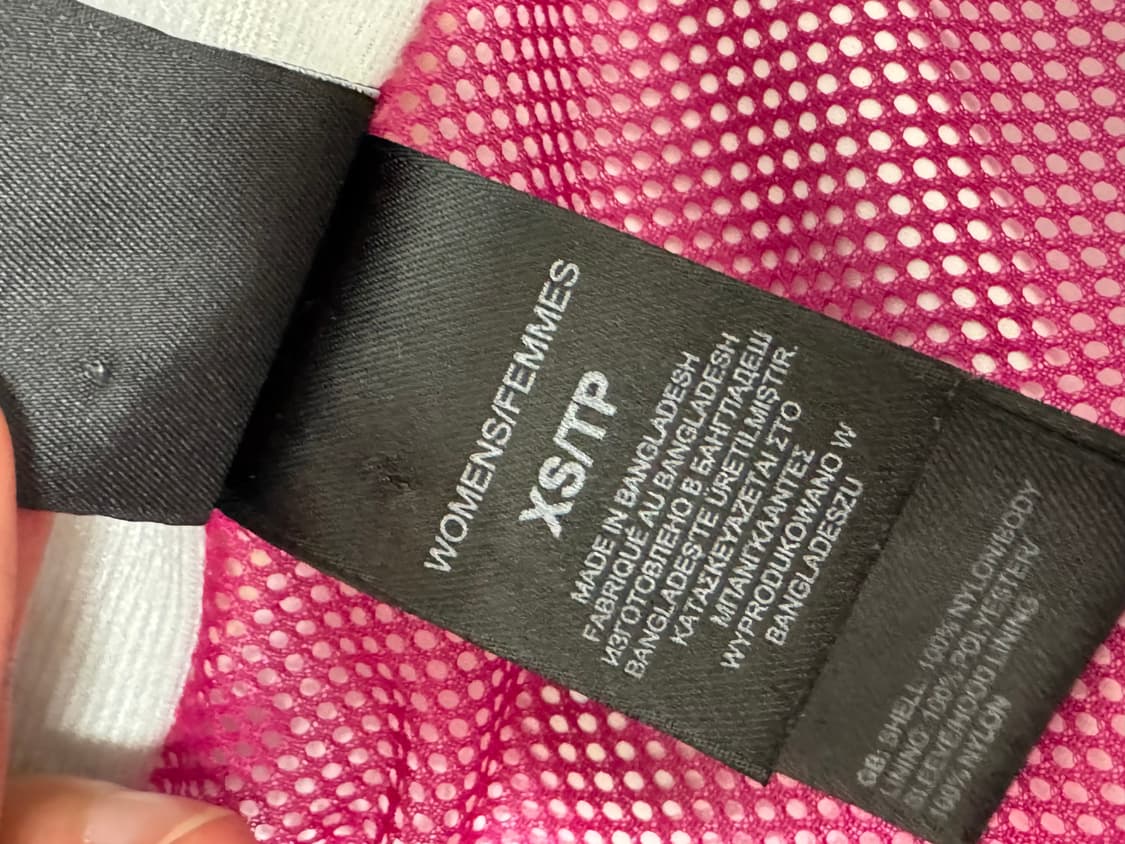 WOMENS/FEMMES
XS/TP
MADE IN BANGLADESH
FABRIQUÉ AU BANGLADESH
ИЗГОТОВЛЕНО В БАНГЛАДЕШ
BANGLADEŞ'TE ÜRETILMISTIR.
ΚΑΤΑΣΚΕΥΑΖΕΤΑΙ ΣΤΟ
ΜΠΑΝΓΚΛΑΝΤΕΣ
WYPRODUKOWANO W
BANGLADESZU
GB: SHELL 100% NYLON/BODY
LINING-100% POLYESTER/
SLEEVE/HOOD LINING
100% NYLON